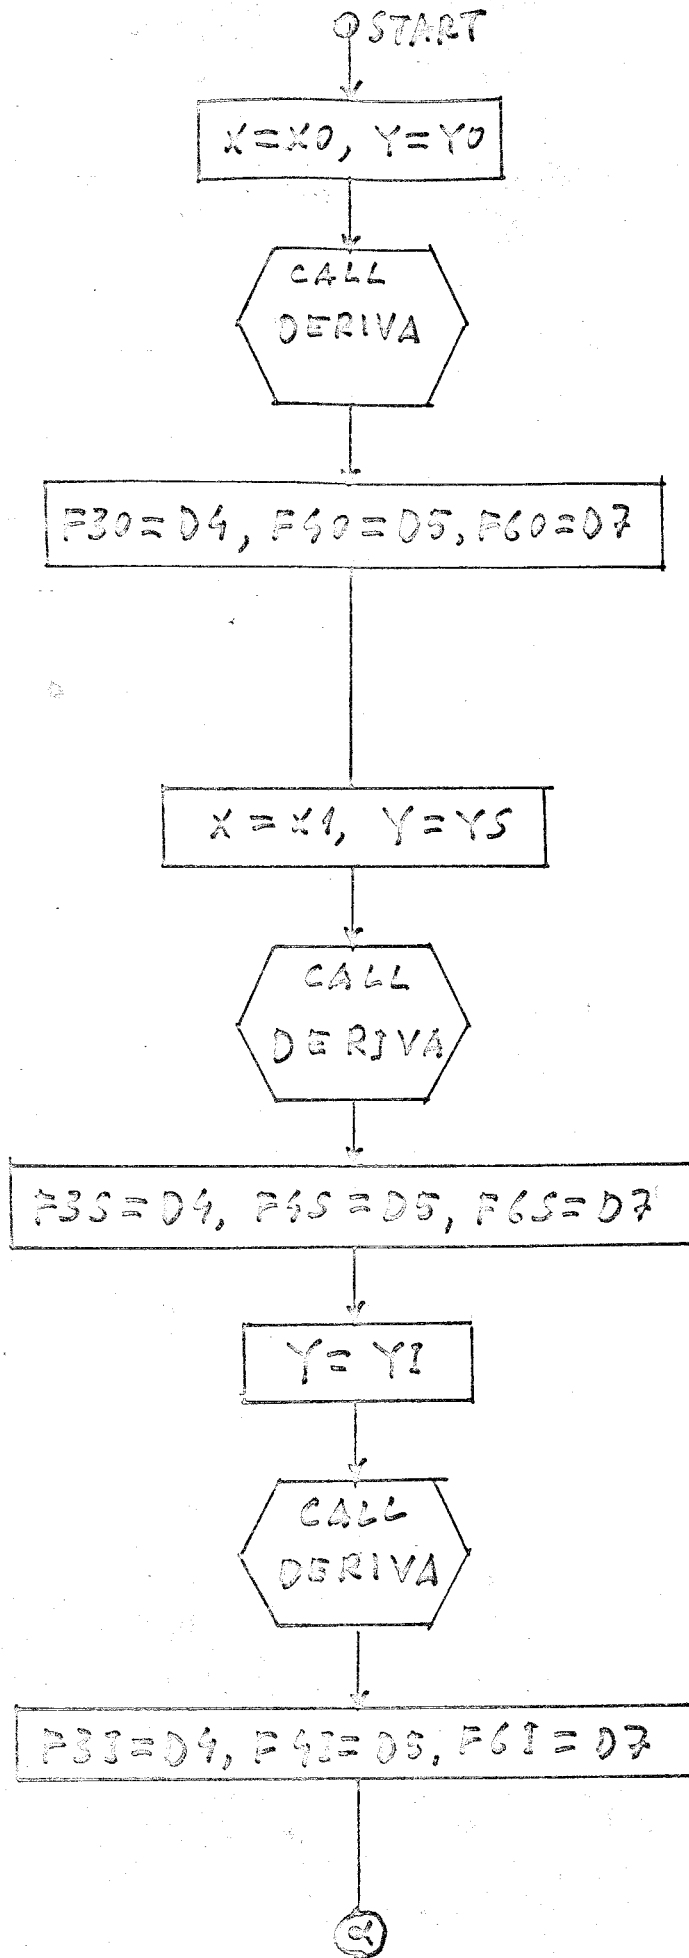 START
X=X0, Y=Y0
CALL
DERIVA
F30=D4, F40=D5, F60=D7
X=X1, Y=YS
CALL
DERIVA
F3S=D4, F4S=D5, F6S=D7
Y=YI
CALL
DERIVA
F3I=D4, F4I=D5, F6I=D7
α